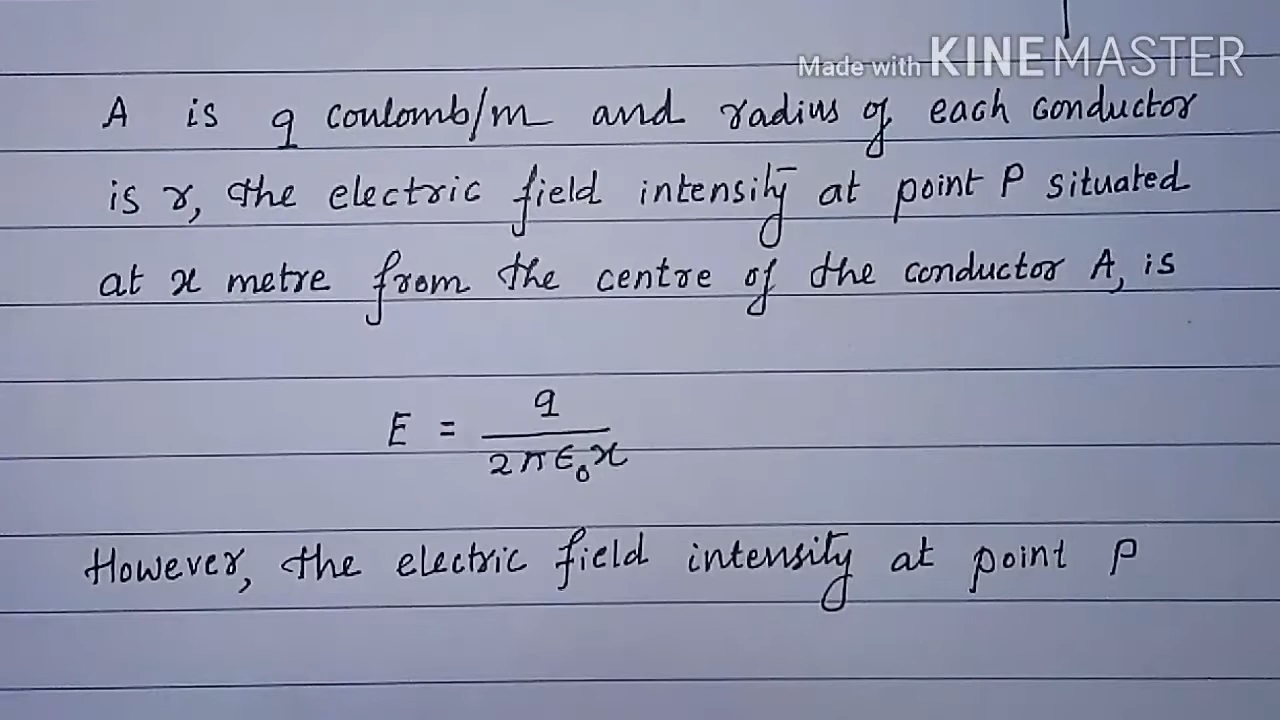 Made with KINEMASTER
A is q coulomb/m and radius of each conductor
is r, the electric field intensity at point P situated
at x metre from the centre of the conductor A, is
E = q / 2πϵ₀x
However, the electric field intensity at point P